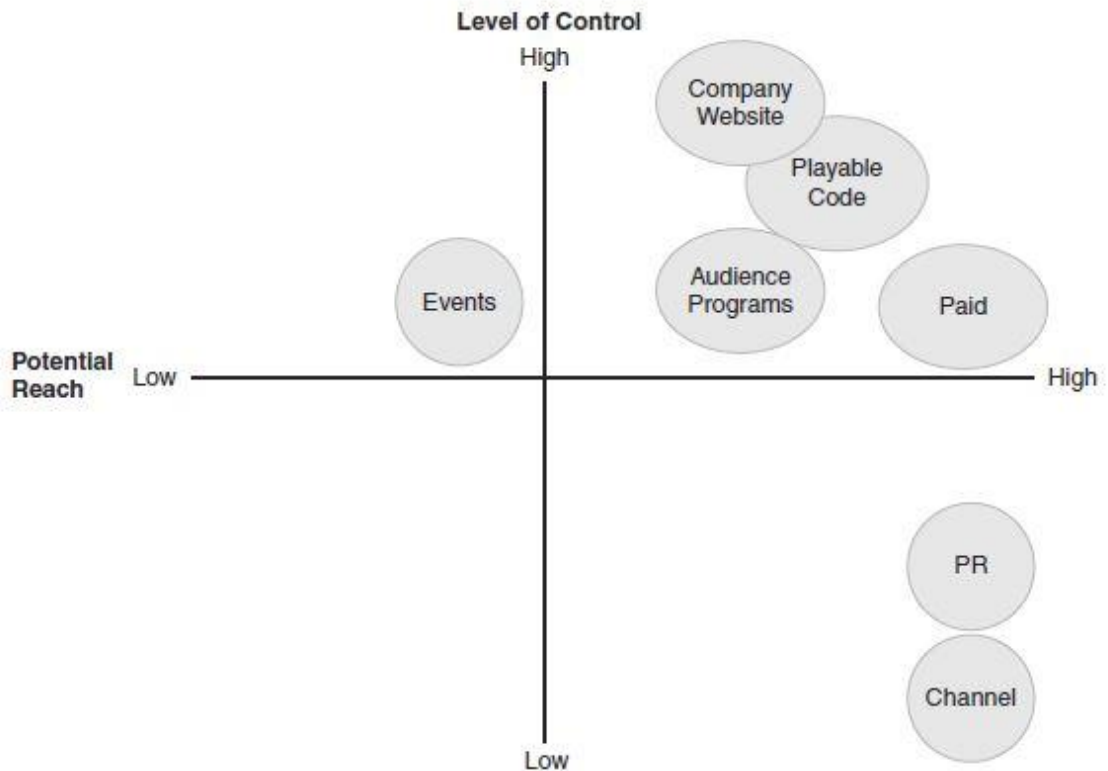 Level of Control
High
Company
Website
Playable
Code
Audience
Programs
Events
Paid
Potential
Reach
Low
High
PR
Channel
Low